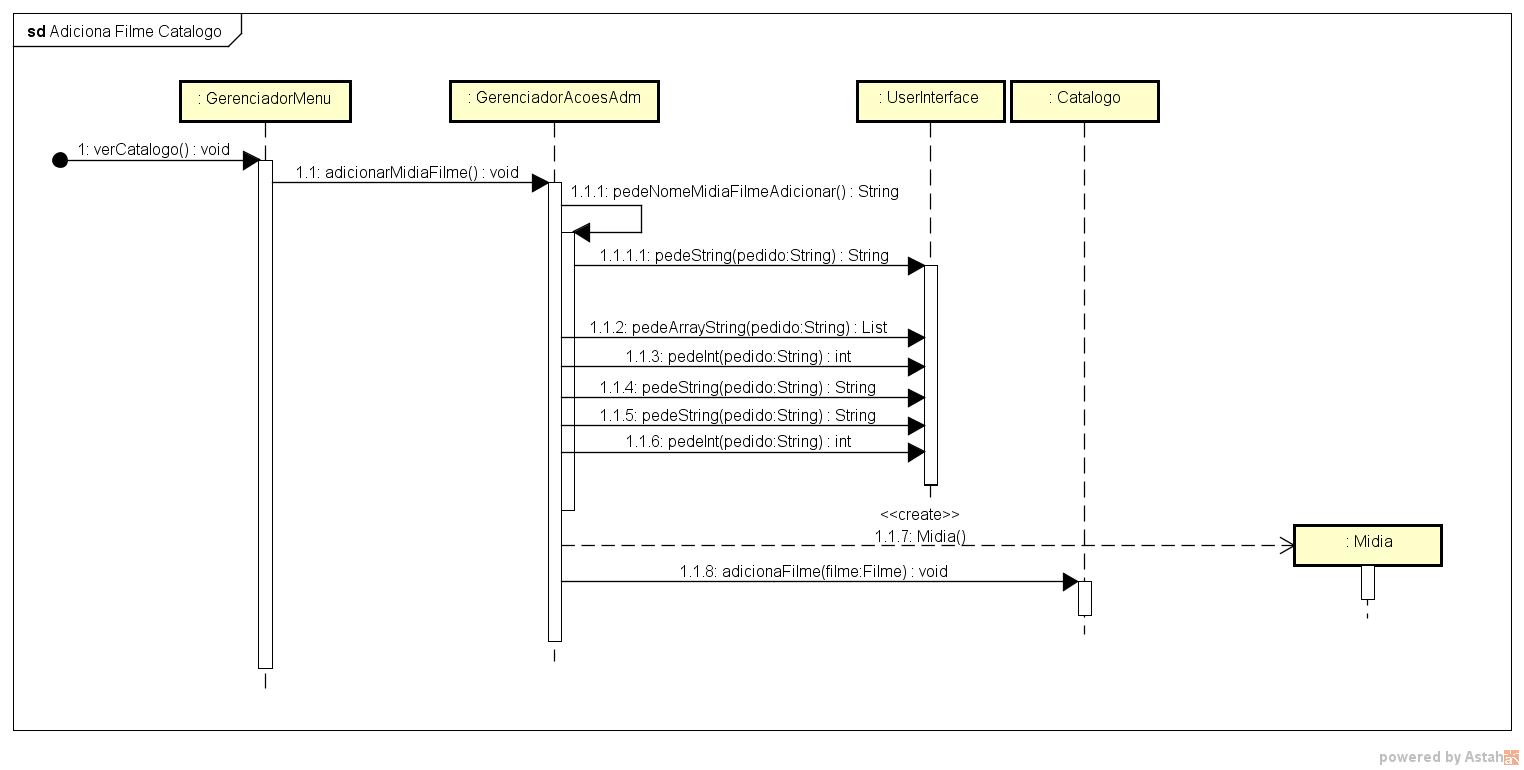 sd Adiciona Filme Catalogo
: GerenciadorMenu
: GerenciadorAcoesAdm
: UserInterface
: Catalogo
1: verCatalogo() : void
1.1: adicionarMidiaFilme() : void
1.1.1: pedeNomeMidiaFilmeAdicionar() : String
1.1.1.1: pedeString(pedido:String) : String
1.1.2: pedeArrayString(pedido:String) : List
1.1.3: pedeInt(pedido:String) : int
1.1.4: pedeString(pedido:String) : String
1.1.5: pedeString(pedido:String) : String
1.1.6: pedeInt(pedido:String) : int
<<create>>
1.1.7: Midia()
: Midia
1.1.8: adicionaFilme(filme:Filme) : void
powered by Astah